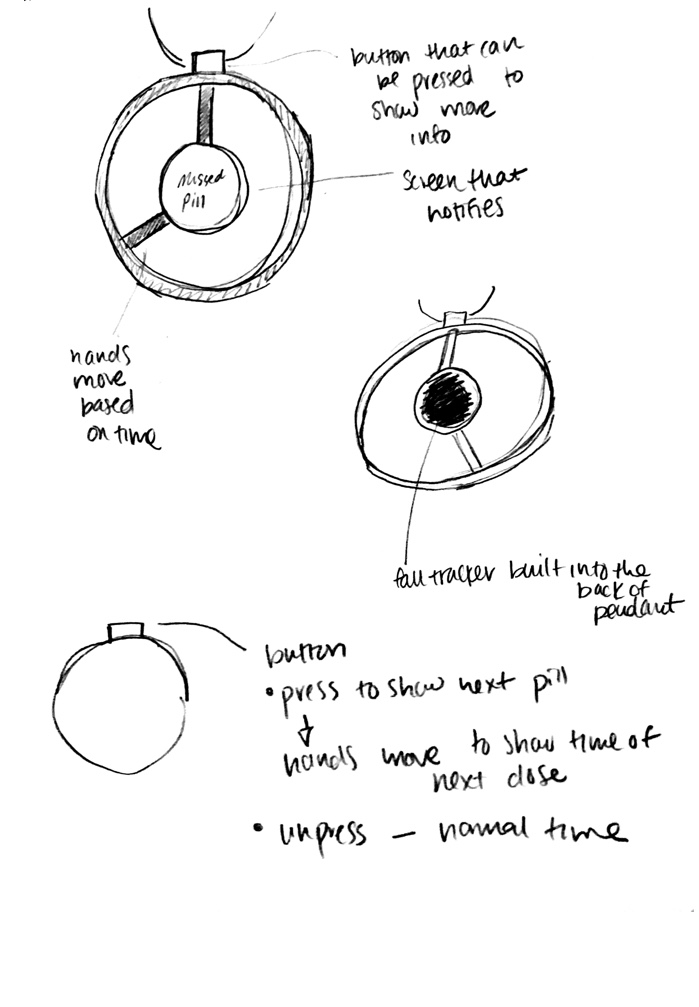 button that can
be pressed to
show more
info
missed
pill
screen that
notifies
hands
move
based
on time
fall tracker built into the
back of
pendant
button
• press to show next pill
↓
hands move to show time of
next dose
• unpress – normal time